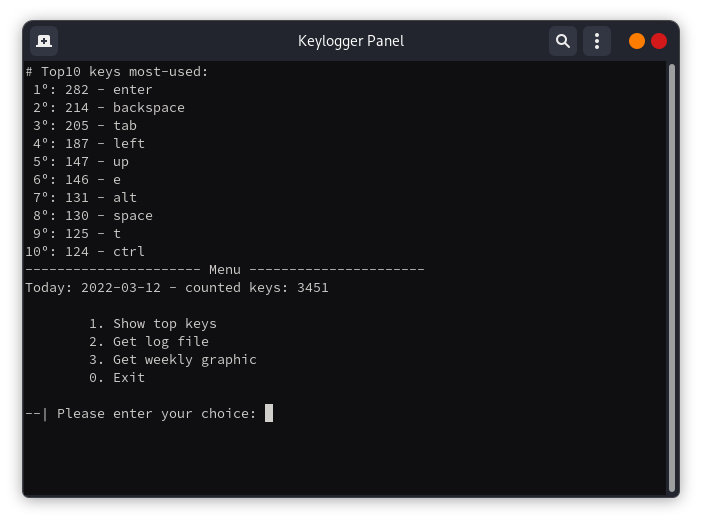 Keylogger Panel
# Top10 keys most-used:
1º: 282 - enter
2º: 214 - backspace
3º: 205 - tab
4º: 187 - left
5º: 147 - up
6º: 146 - e
7º: 131 - alt
8º: 130 - space
9º: 125 - t
10º: 124 - ctrl
---------------------- Menu ----------------------
Today: 2022-03-12 - counted keys: 3451
1. Show top keys
2. Get log file
3. Get weekly graphic
0. Exit
--| Please enter your choice: